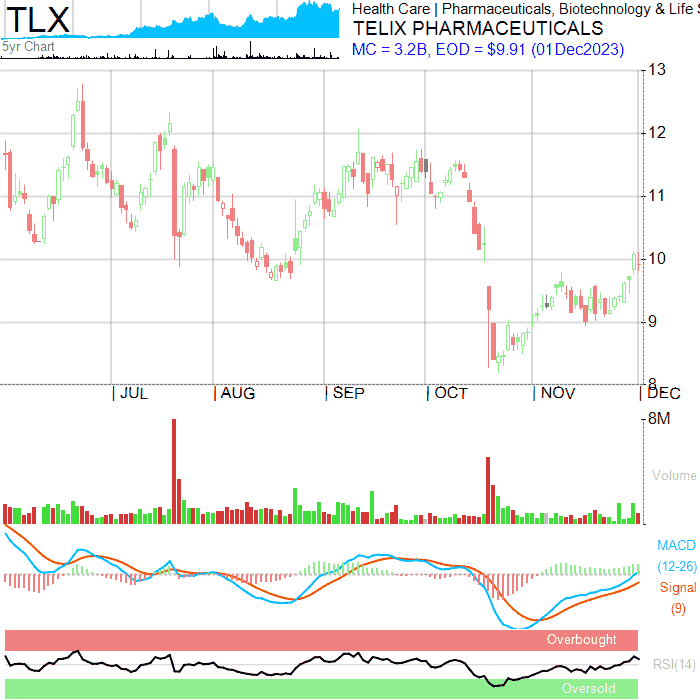 TLX
5yr Chart
Health Care | Pharmaceuticals, Biotechnology & Life S
TELIX PHARMACEUTICALS
MC = 3.2B, EOD = $9.91 (01Dec2023)
13
12
11
10
9
8
JUL AUG SEP OCT NOV DEC
8M
Volume
MACD
(12-26)
Signal
(9)
Overbought
RSI(14)
Oversold